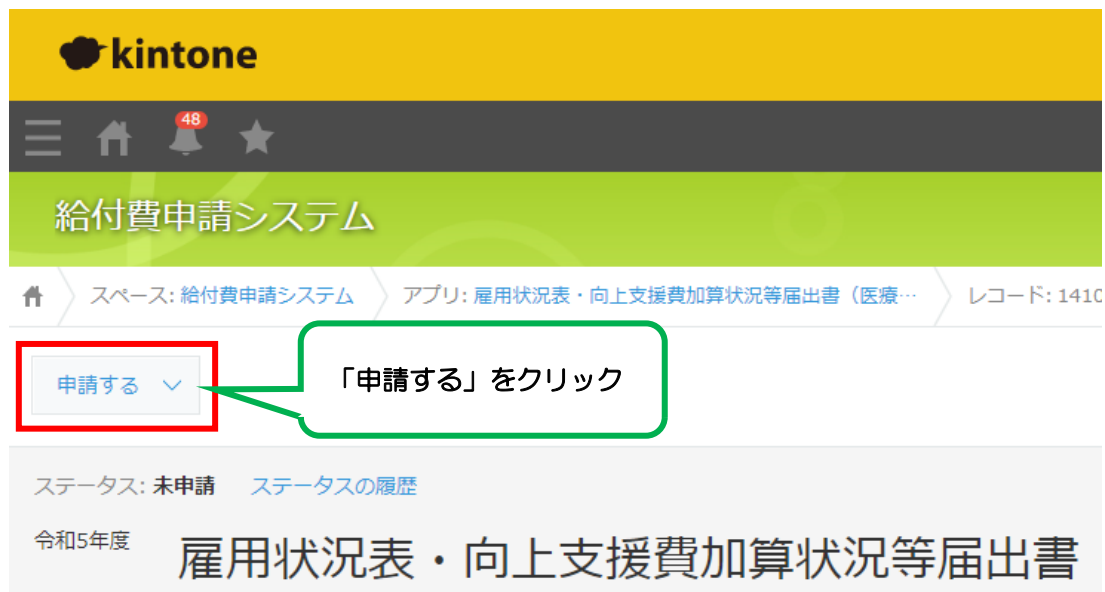 kintone
48
給付費申請システム
スペース: 給付費申請システム アプリ: 雇用状況表・向上支援費加算状況等届出書（医療… レコード: 1410
申請する
「申請する」をクリック
ステータス: 未申請 ステータスの履歴
令和5年度
雇用状況表・向上支援費加算状況等届出書